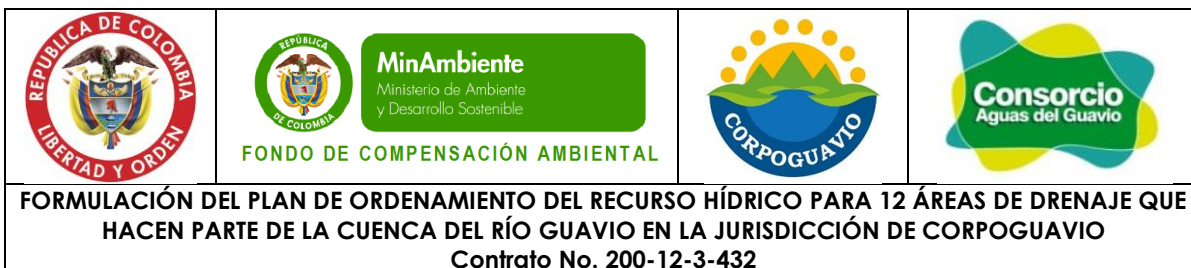 REPUBLICA DE COLOMBIA
LIBERTAD Y ORDEN
REPÚBLICA
DE COLOMBIA
MinAmbiente
Ministerio de Ambiente
y Desarrollo Sostenible
FONDO DE COMPENSACIÓN AMBIENTAL
CORPOGUAVIO
Consorcio
Aguas del Guavio
FORMULACIÓN DEL PLAN DE ORDENAMIENTO DEL RECURSO HÍDRICO PARA 12 ÁREAS DE DRENAJE QUE
HACEN PARTE DE LA CUENCA DEL RÍO GUAVIO EN LA JURISDICCIÓN DE CORPOGUAVIO
Contrato No. 200-12-3-432